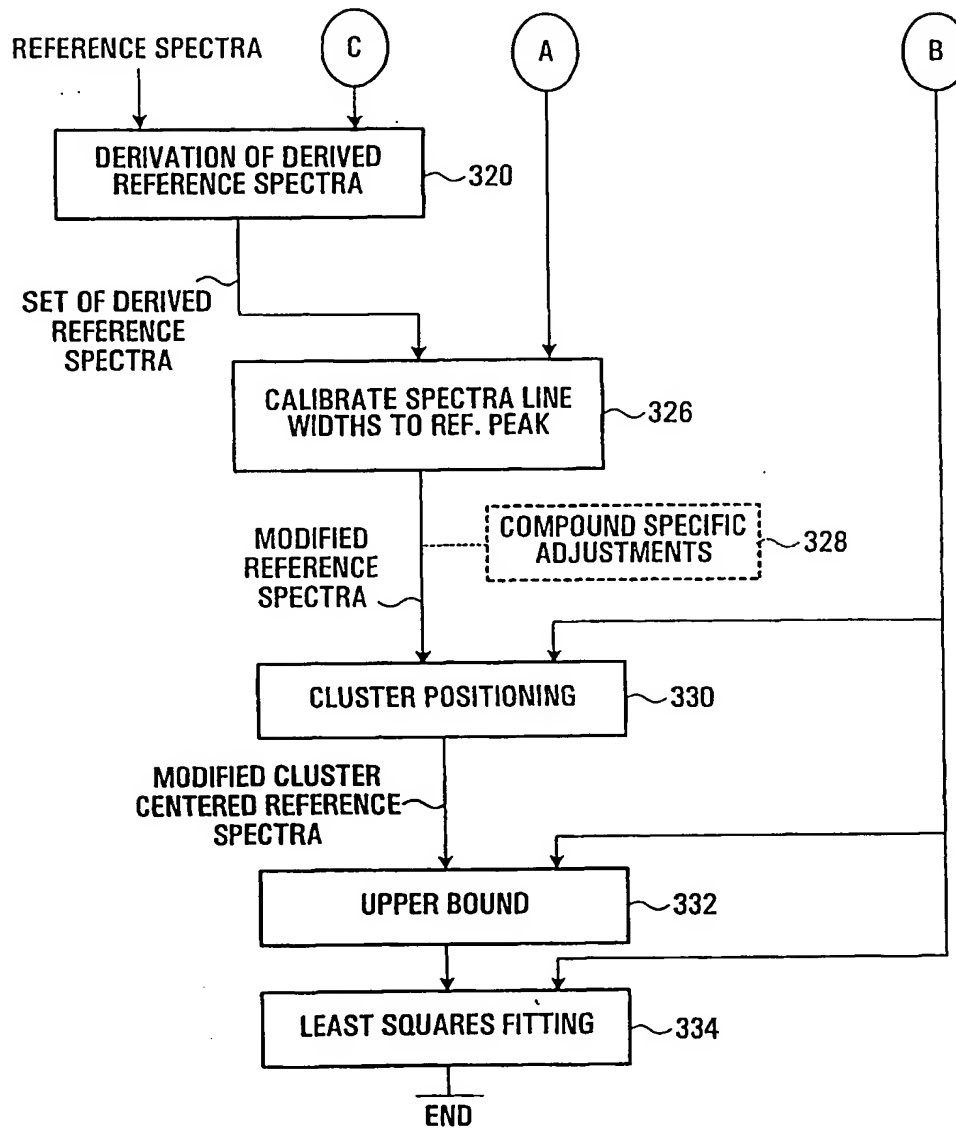 REFERENCE SPECTRA
C
A
B
DERIVATION OF DERIVED
REFERENCE SPECTRA
320
SET OF DERIVED
REFERENCE
SPECTRA
CALIBRATE SPECTRA LINE
WIDTHS TO REF. PEAK
326
COMPOUND SPECIFIC
ADJUSTMENTS
328
MODIFIED
REFERENCE
SPECTRA
CLUSTER POSITIONING
330
MODIFIED CLUSTER
CENTERED REFERENCE
SPECTRA
UPPER BOUND
332
LEAST SQUARES FITTING
334
END